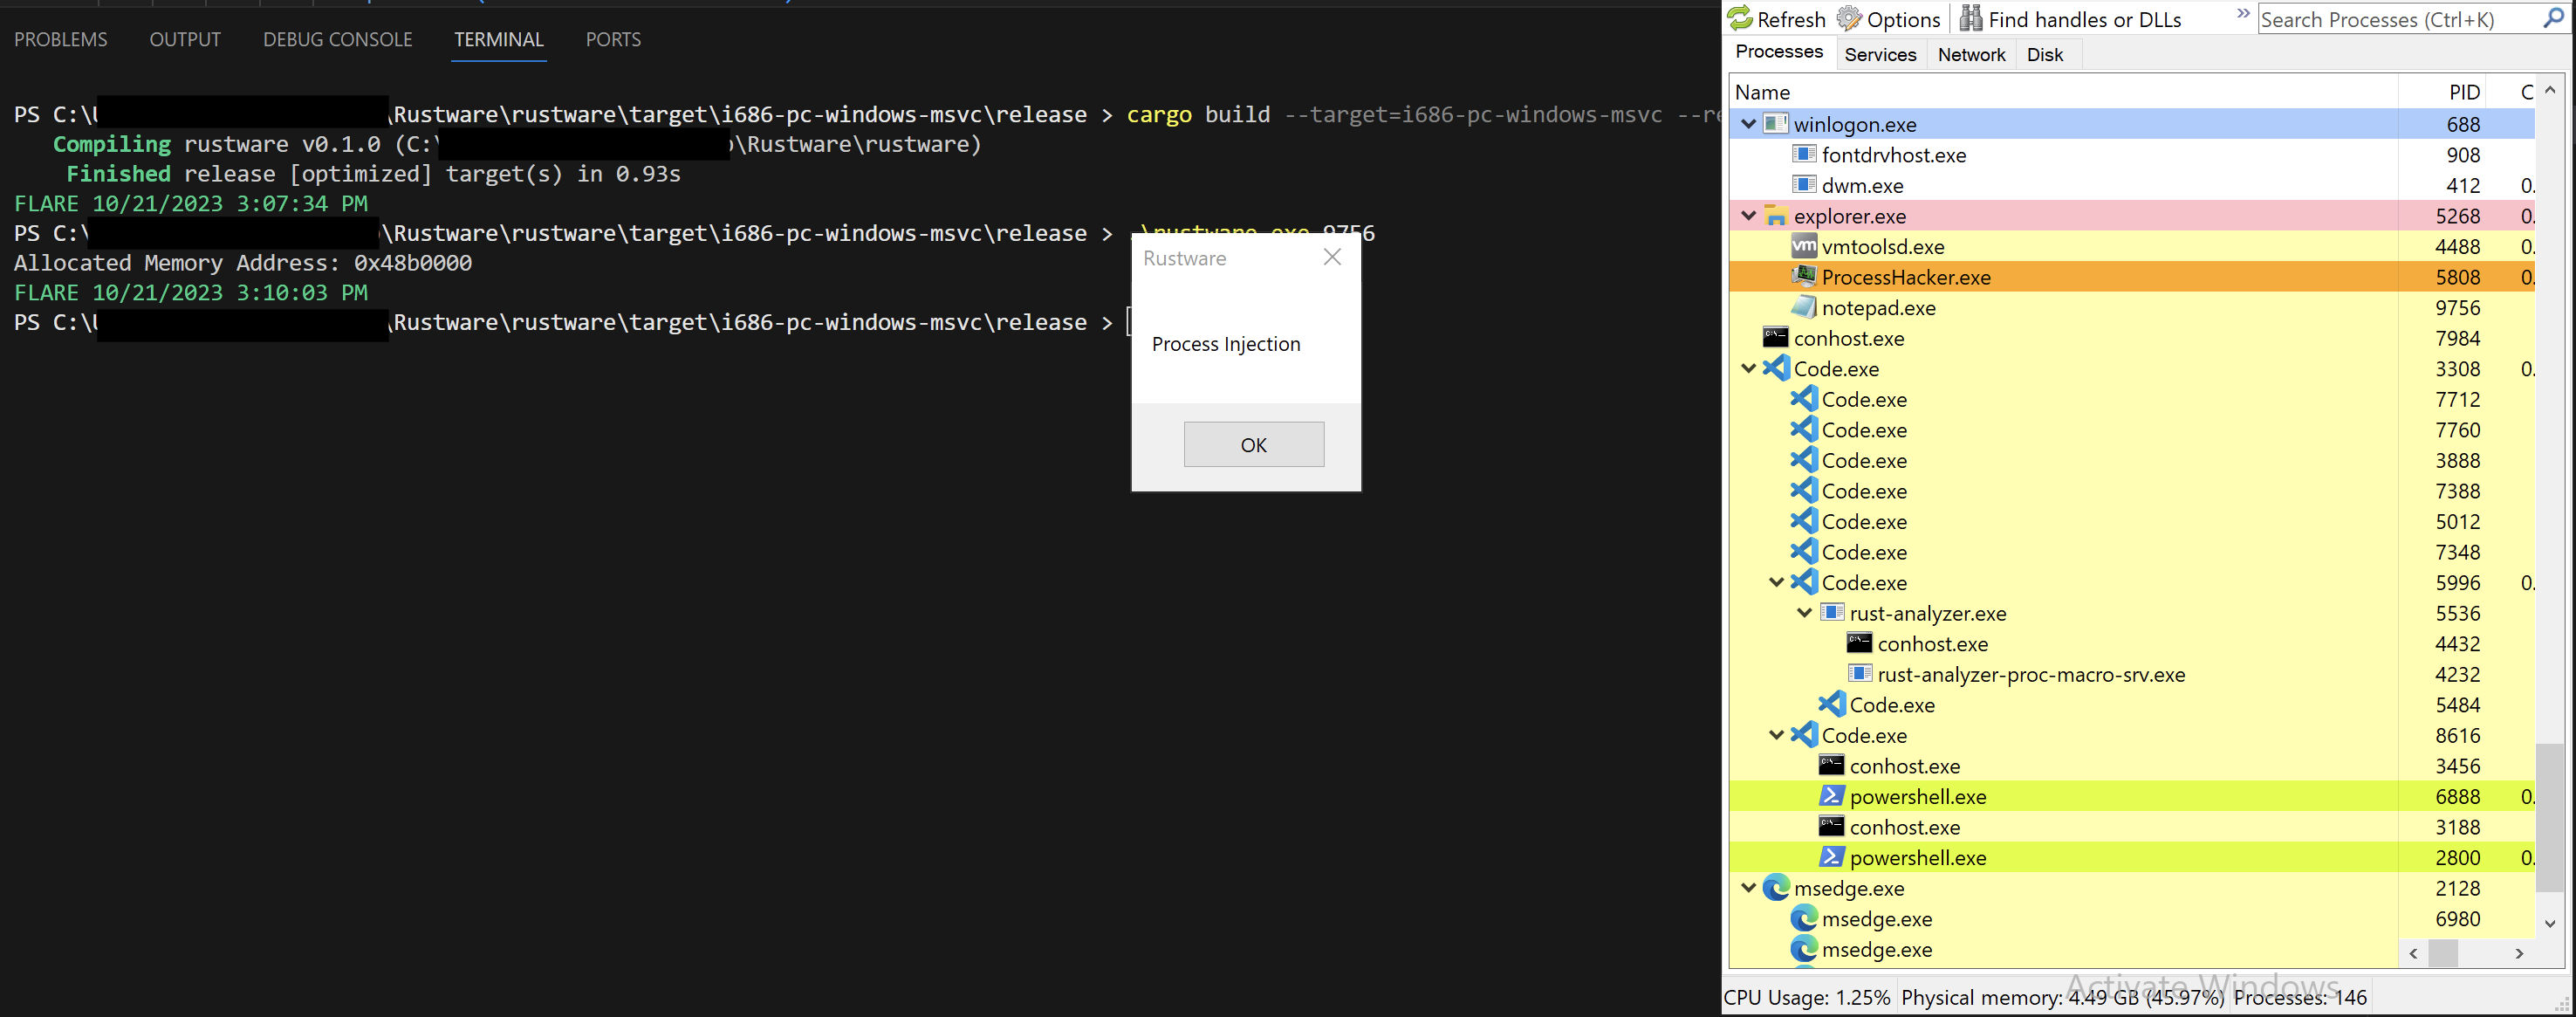 PROBLEMS OUTPUT DEBUG CONSOLE TERMINAL PORTS
PS C:\U \Rustware\rustware\target\i686-pc-windows-msvc\release > cargo build --target=i686-pc-windows-msvc --re
Compiling rustware v0.1.0 (C:\ \Rustware\rustware)
Finished release [optimized] target(s) in 0.93s
FLARE 10/21/2023 3:07:34 PM
PS C:\ \Rustware\rustware\target\i686-pc-windows-msvc\release > .\rustware.exe 9756
Allocated Memory Address: 0x48b0000
FLARE 10/21/2023 3:10:03 PM
PS C:\U \Rustware\rustware\target\i686-pc-windows-msvc\release >
Rustware
Process Injection
OK
Refresh Options Find handles or DLLs » Search Processes (Ctrl+K)
Processes Services Network Disk
Name PID C
winlogon.exe 688
fontdrvhost.exe 908
dwm.exe 412 0.
explorer.exe 5268 0.
vm vmtoolsd.exe 4488 0.
ProcessHacker.exe 5808 0.
notepad.exe 9756
conhost.exe 7984
Code.exe 3308 0.
Code.exe 7712
Code.exe 7760
Code.exe 3888
Code.exe 7388
Code.exe 5012
Code.exe 7348
Code.exe 5996 0.
rust-analyzer.exe 5536
conhost.exe 4432
rust-analyzer-proc-macro-srv.exe 4232
Code.exe 5484
Code.exe 8616
conhost.exe 3456
powershell.exe 6888 0.
conhost.exe 3188
powershell.exe 2800 0.
msedge.exe 2128
msedge.exe 6980
msedge.exe
Activate Windows
CPU Usage: 1.25% Physical memory: 4.49 GB (45.97%) Processes: 146